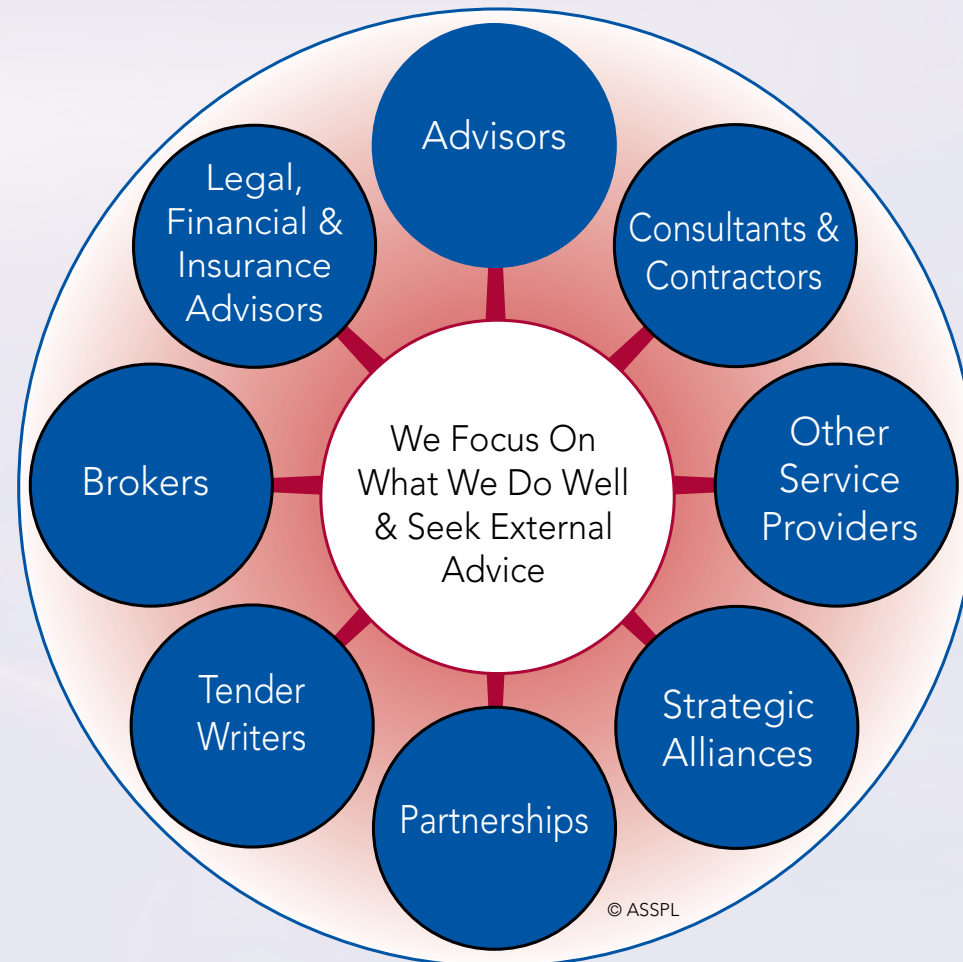 Advisors
Consultants &
Contractors
Other
Service
Providers
Strategic
Alliances
Partnerships
Tender
Writers
Brokers
Legal,
Financial &
Insurance
Advisors
We Focus On
What We Do Well
& Seek External
Advice
© ASSPL